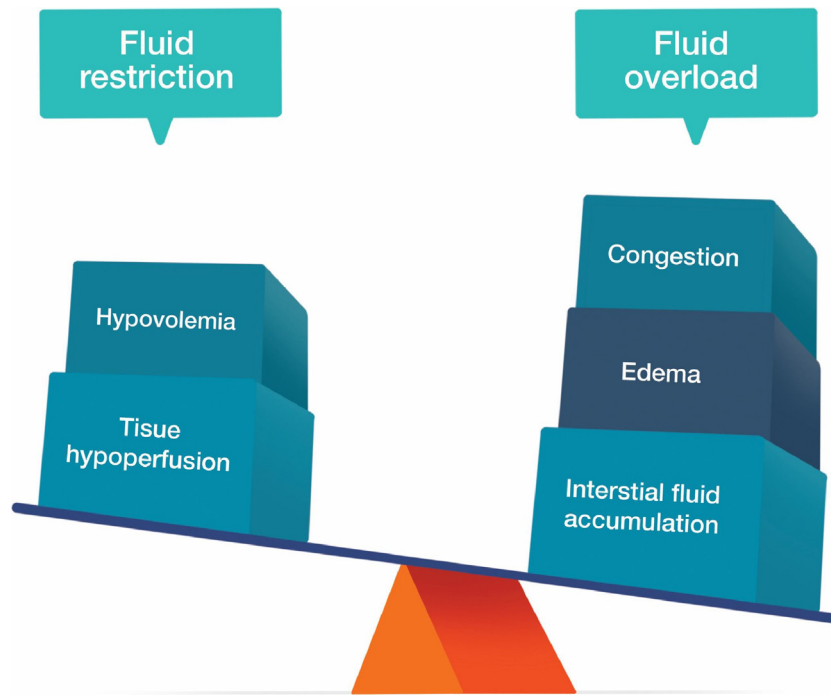 Fluid
restriction
Fluid
overload
Hypovolemia
Tisue
hypoperfusion
Congestion
Edema
Interstial fluid
accumulation